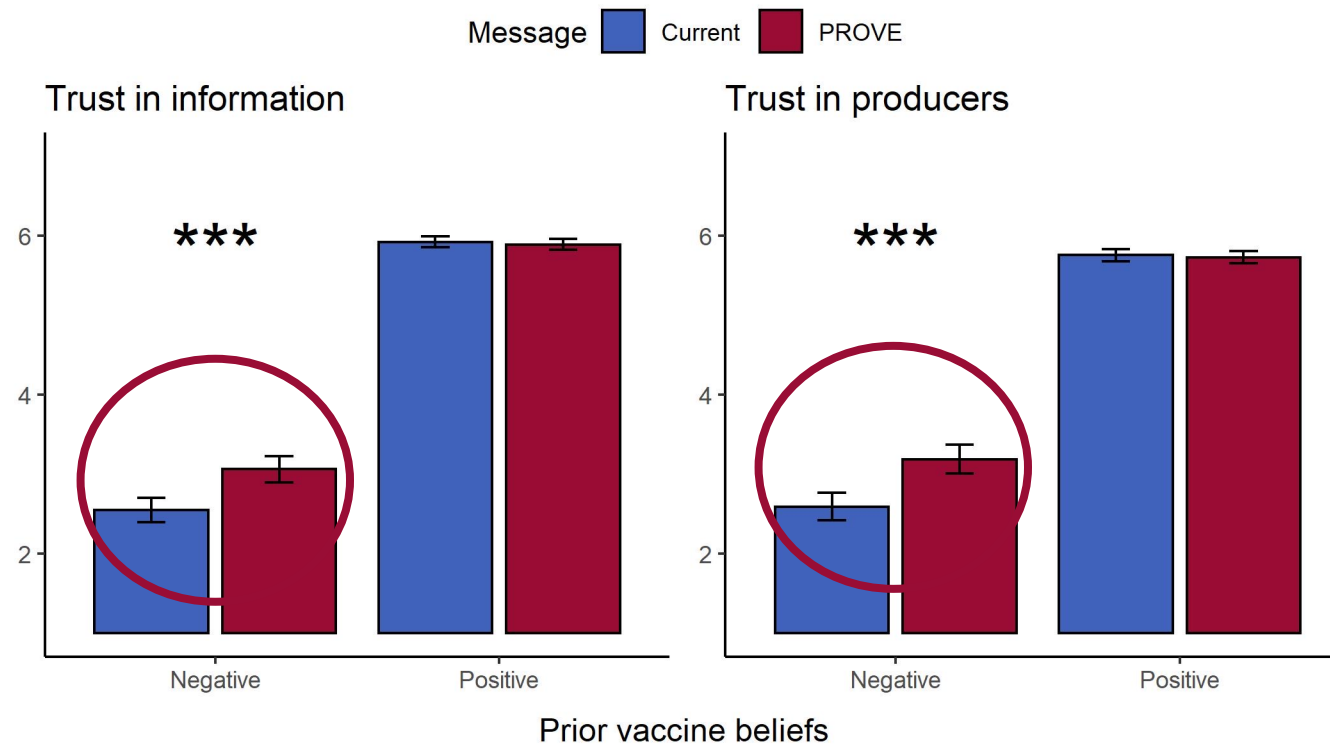 Message Current PROVE
Trust in information
Trust in producers
***
***
6
4
2
6
4
2
Negative
Positive
Negative
Positive
Prior vaccine beliefs